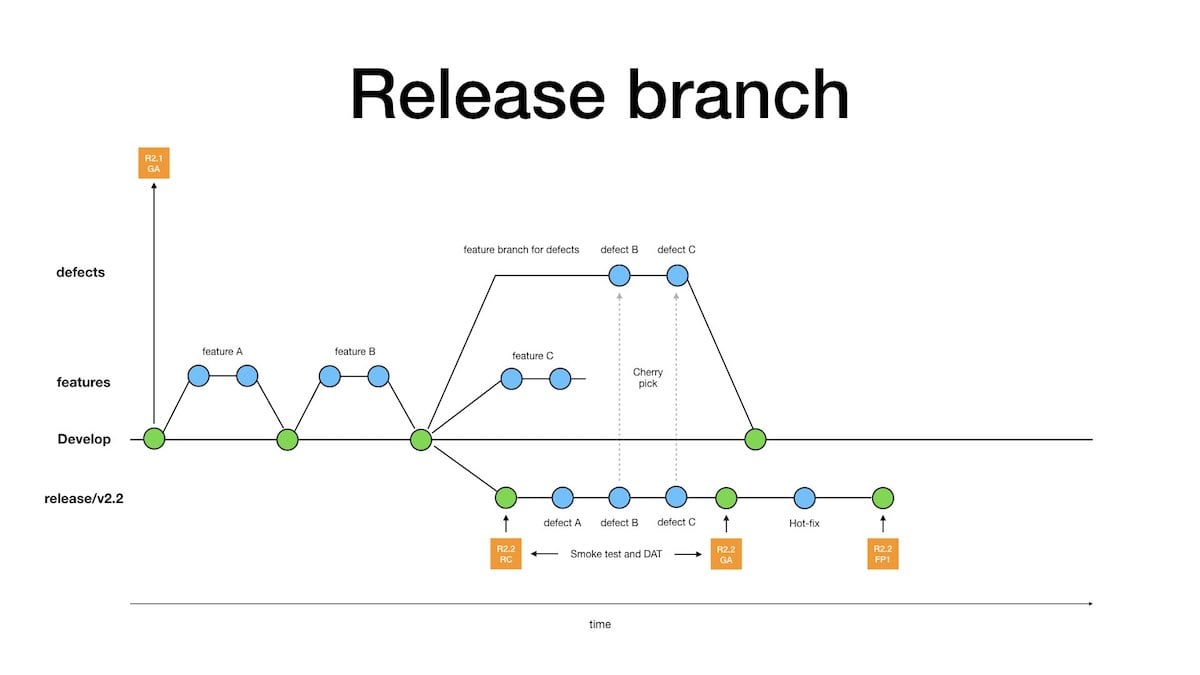 Release branch
R2.1
GA
feature branch for defects
defect B
defect C
defects
feature A
feature B
feature C
features
Cherry
pick
Develop
release/v2.2
defect A
defect B
defect C
Hot-fix
R2.2
RC
Smoke test and DAT
R2.2
GA
R2.2
FP1
time